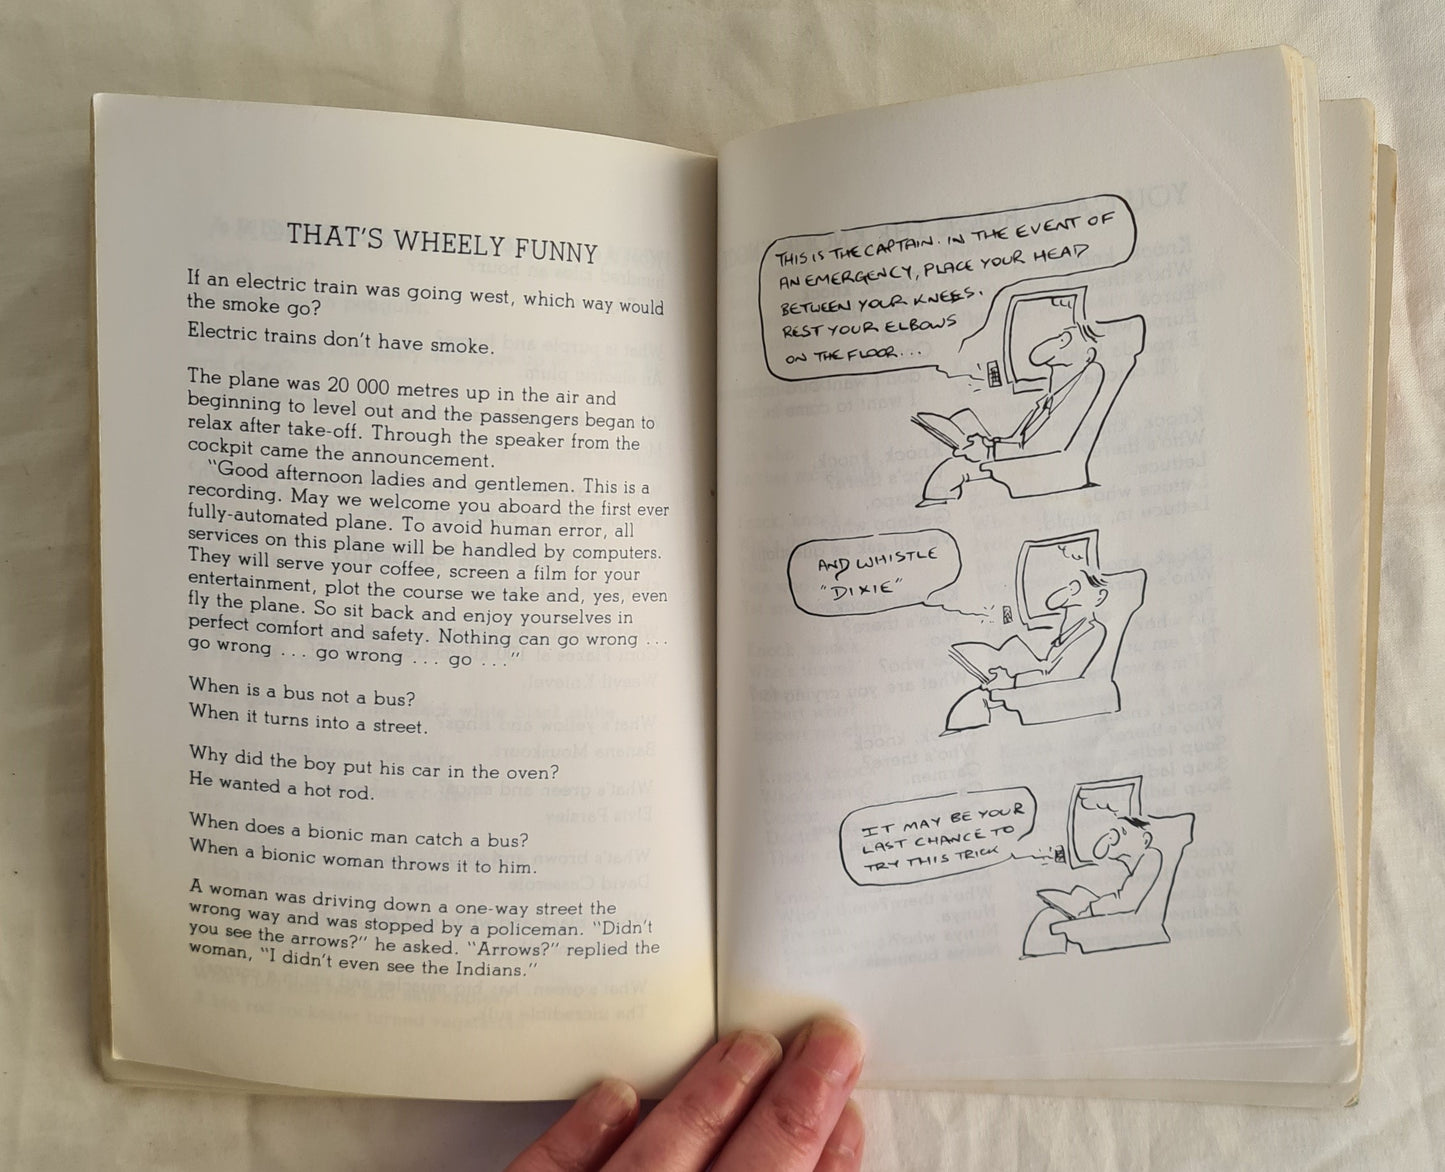 THAT'S WHEELY FUNNY
If an electric train was going west, which way would
the smoke go?
Electric trains don't have smoke.
The plane was 20 000 metres up in the air and
beginning to level out and the passengers began to
relax after take-off. Through the speaker from the
cockpit came the announcement.
"Good afternoon ladies and gentlemen. This is a
recording. May we welcome you aboard the first ever
fully-automated plane. To avoid human error, all
services on this plane will be handled by computers.
They will serve your coffee, screen a film for your
entertainment, plot the course we take and, yes, even
fly the plane. So sit back and enjoy yourselves in
perfect comfort and safety. Nothing can go wrong . . .
go wrong . . . go wrong . . . go . . ."
When is a bus not a bus?
When it turns into a street.
Why did the boy put his car in the oven?
He wanted a hot rod.
When does a bionic man catch a bus?
When a bionic woman throws it to him.
A woman was driving down a one-way street the
wrong way and was stopped by a policeman. "Didn't
you see the arrows?" he asked. "Arrows?" replied the
woman, "I didn't even see the Indians."
THIS IS THE CAPTAIN. IN THE EVENT OF
AN EMERGENCY, PLACE YOUR HEAD
BETWEEN YOUR KNEES.
REST YOUR ELBOWS
ON THE FLOOR...
AND WHISTLE
"DIXIE"
IT MAY BE YOUR
LAST CHANCE TO
TRY THIS TRICK